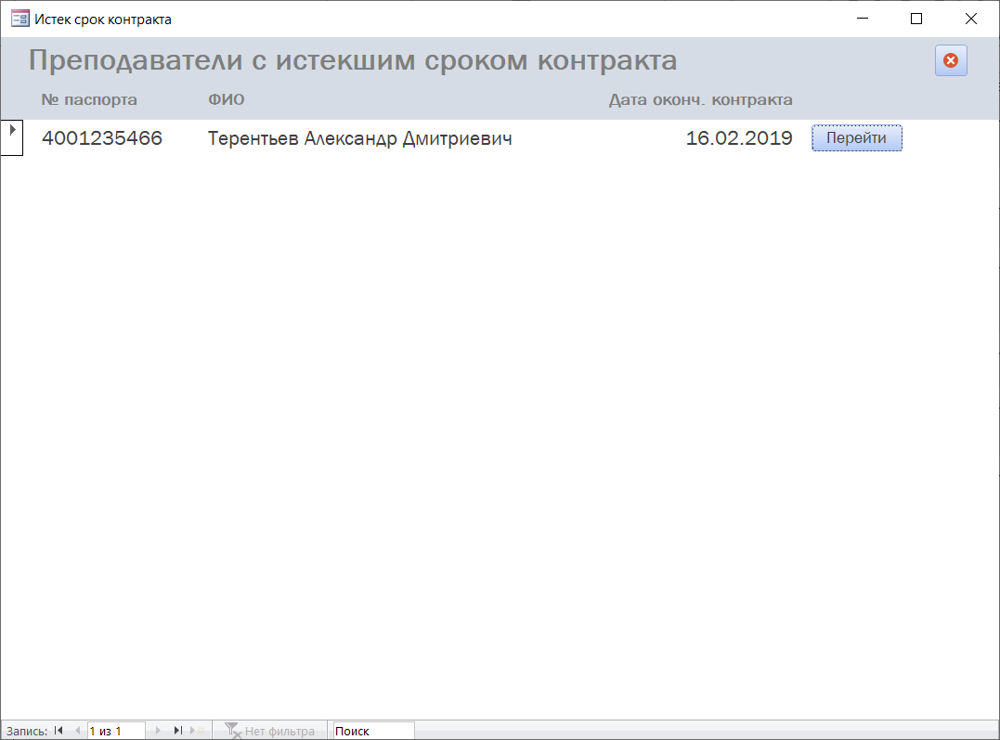 Истек срок контракта
Преподаватели с истекшим сроком контракта
№ паспорта ФИО Дата оконч. контракта
4001235466 Терентьев Александр Дмитриевич 16.02.2019 Перейти
Запись: 1 из 1 Нет фильтра Поиск